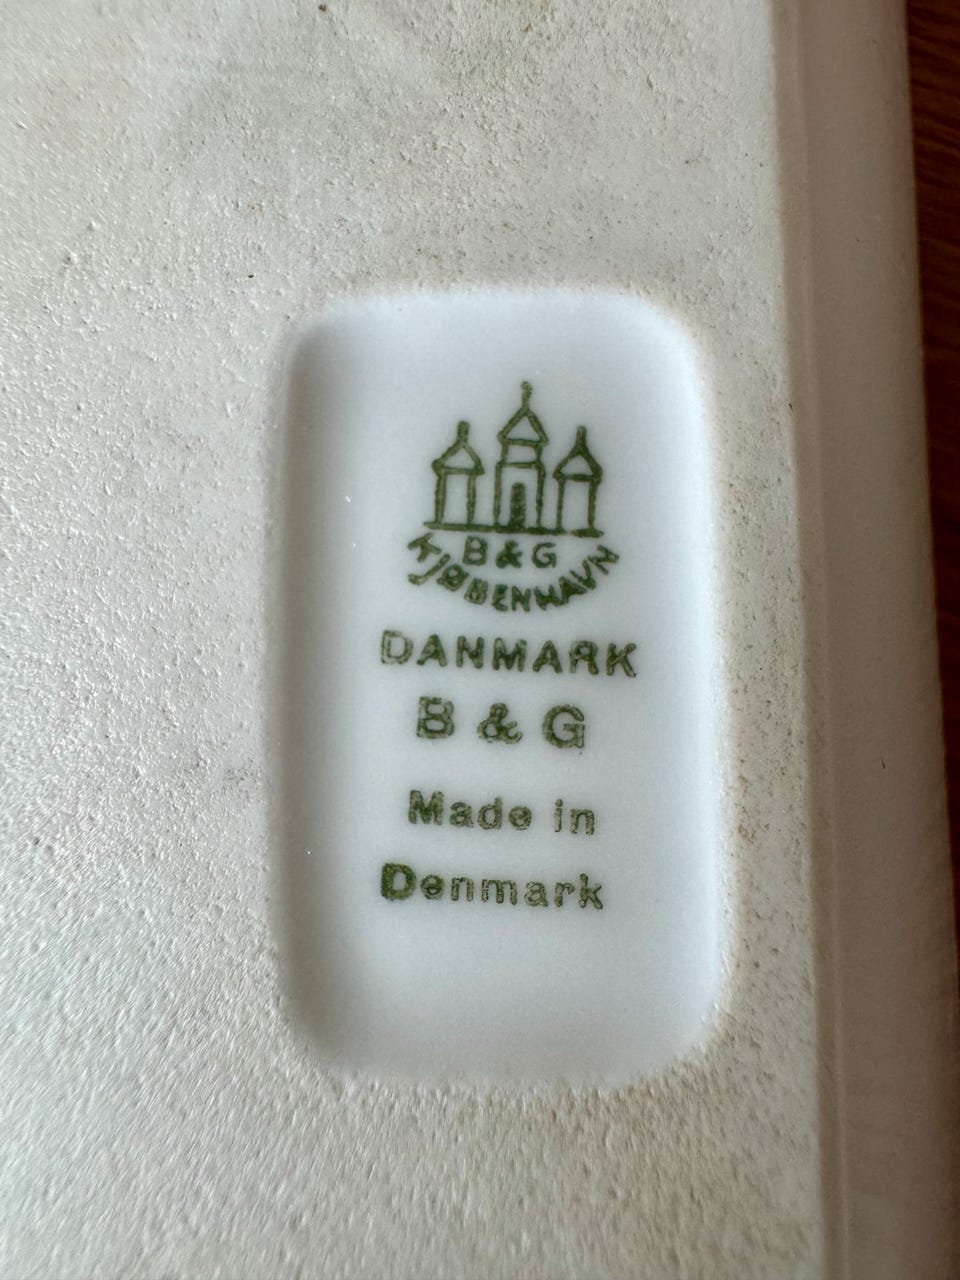 B&G
KJØBENHAVN
DANMARK
B & G
Made in
Denmark